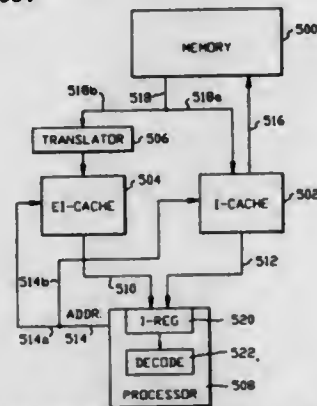 500
MEMORY
518b
518
518a
TRANSLATOR
506
516
504
502
EI-CACHE
I-CACHE
514b
510
512
ADDR.
I-REG
520
514a
514
DECODE
522
PROCESSOR
508